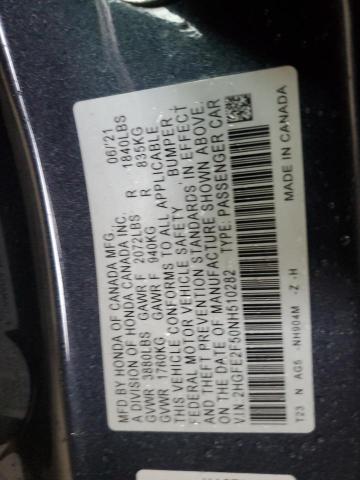 MFD BY HONDA OF CANADA MFG. 06/21
A DIVISION OF HONDA CANADA INC.
GVWR 3880LBS GAWR F 2072LBS R 1840LBS
GVWR 1760KG GAWR F 940KG R 835KG
THIS VEHICLE CONFORMS TO ALL APPLICABLE
FEDERAL MOTOR VEHICLE SAFETY, BUMPER,
AND THEFT PREVENTION STANDARDS, IN EFFECT
ON THE DATE OF MANUFACTURE SHOWN ABOVE.
V.I.N. 2HGFE2F50NH510282 TYPE: PASSENGER CAR
T23 N AG5 -NH904M -Z -H MADE IN CANADA